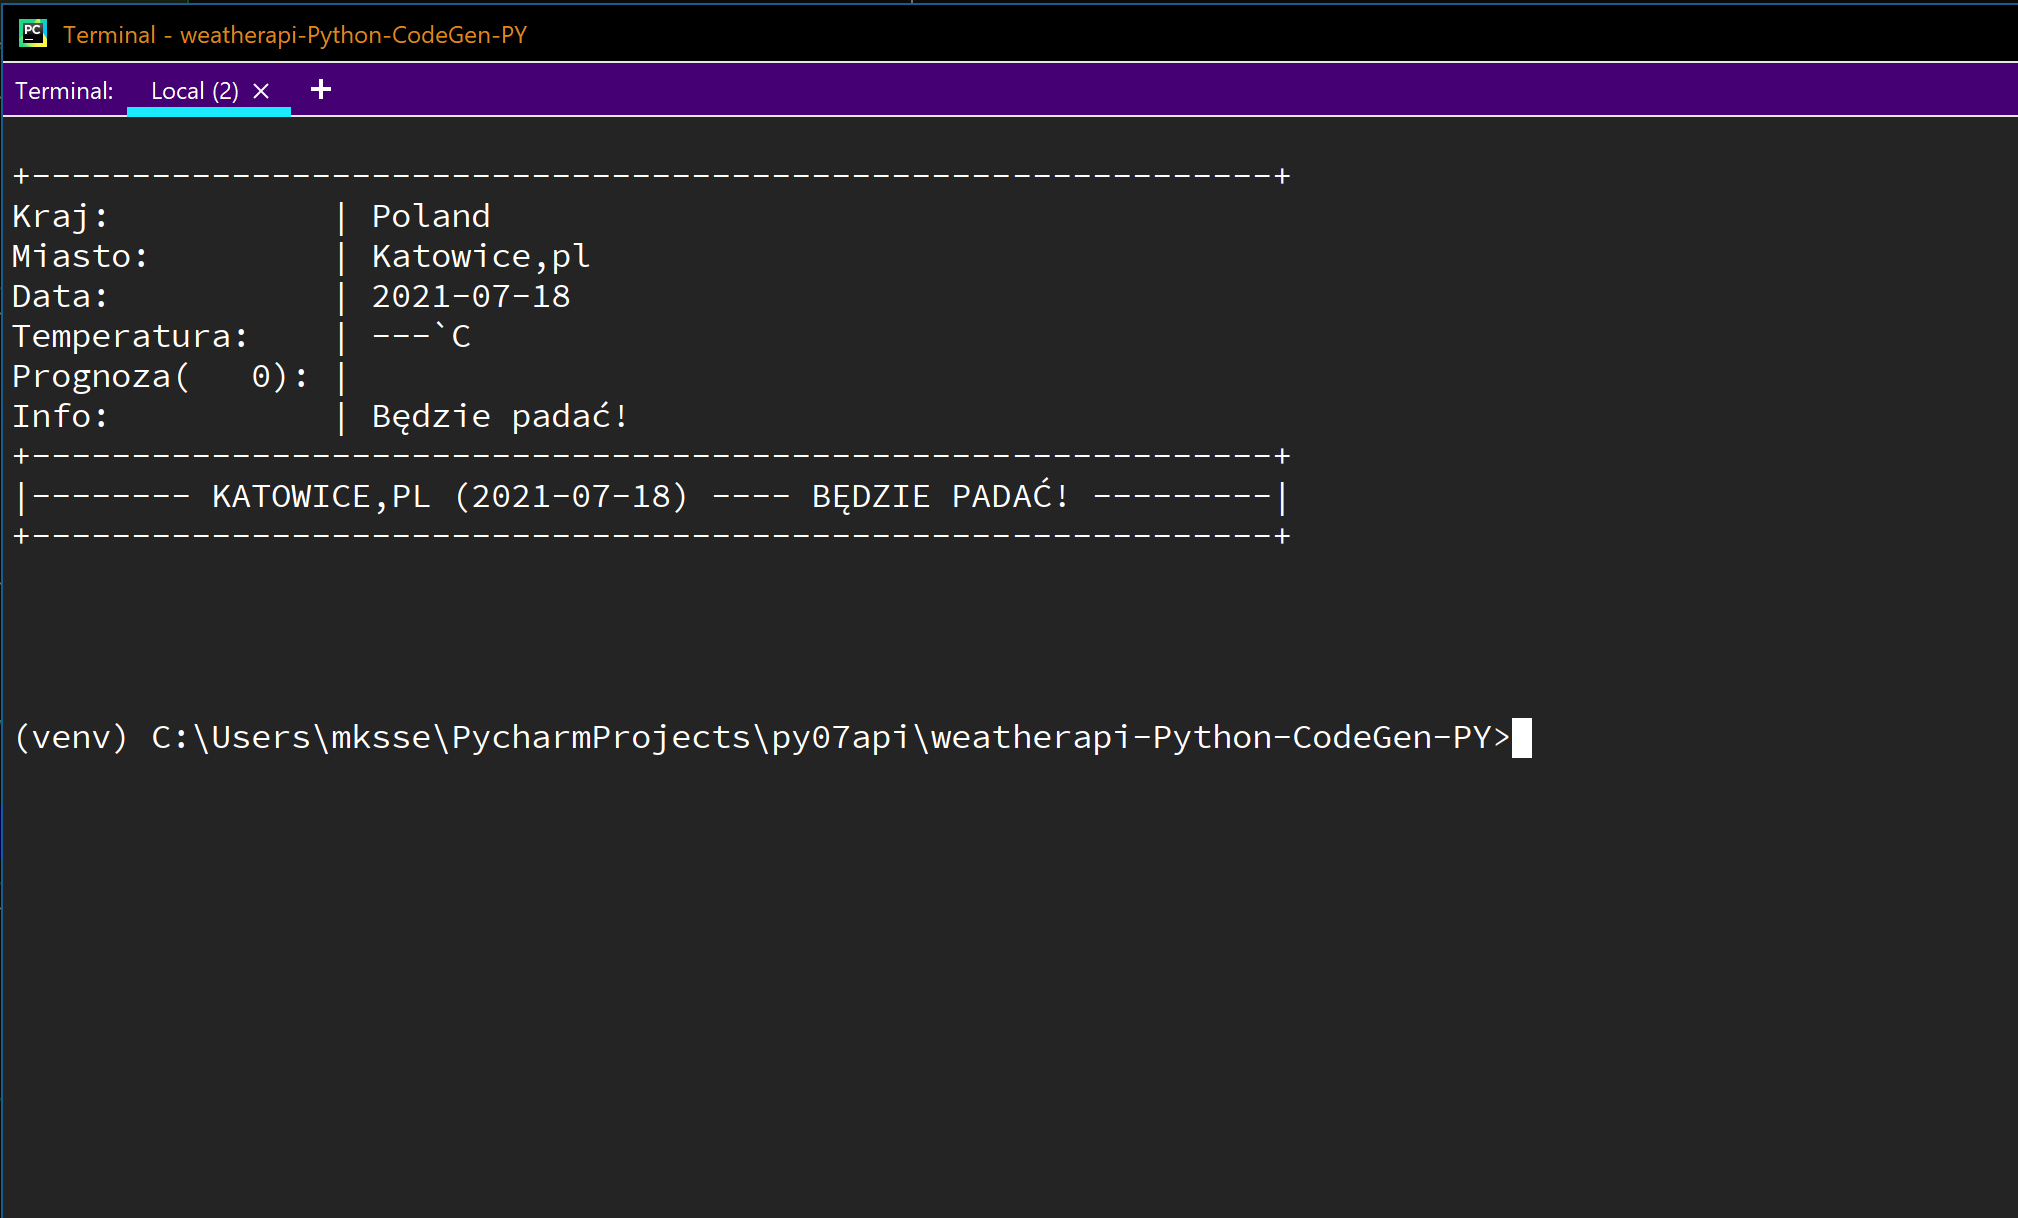 PC
Terminal - weatherapi-Python-CodeGen-PY
Terminal: Local (2) × +
+--------------------------------------------------------------+
Kraj:           | Poland
Miasto:         | Katowice,pl
Data:           | 2021-07-18
Temperatura:    | ---`C
Prognoza(   0): |
Info:           | Będzie padać!
+--------------------------------------------------------------+
|-------- KATOWICE,PL (2021-07-18) ---- BĘDZIE PADAĆ! ---------|
+--------------------------------------------------------------+
(venv) C:\Users\mksse\PycharmProjects\py07api\weatherapi-Python-CodeGen-PY>